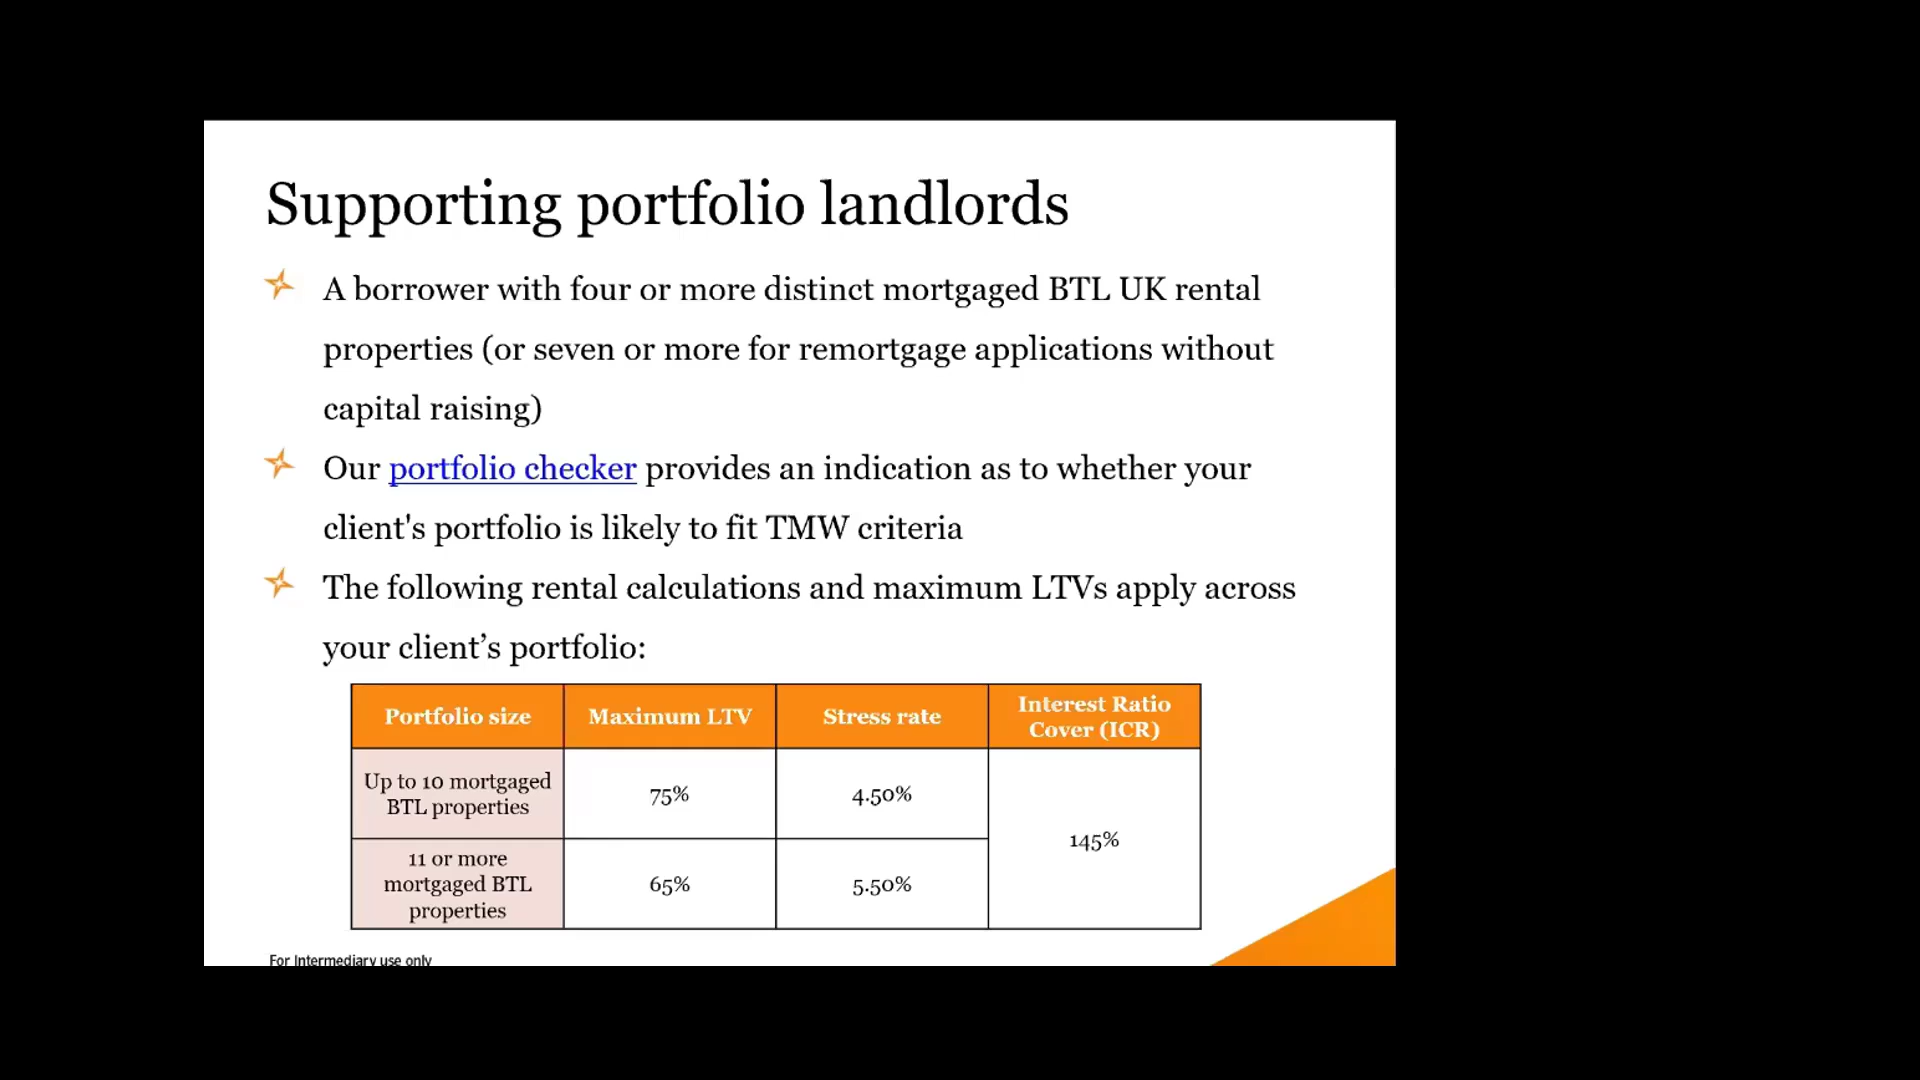 Supporting portfolio landlords
A borrower with four or more distinct mortgaged BTL UK rental
properties (or seven or more for remortgage applications without
capital raising)
Our portfolio checker provides an indication as to whether your
client's portfolio is likely to fit TMW criteria
The following rental calculations and maximum LTVs apply across
your client’s portfolio:
Portfolio size
Maximum LTV
Stress rate
Interest Ratio
Cover (ICR)
Up to 10 mortgaged
BTL properties
75%
4.50%
145%
11 or more
mortgaged BTL
properties
65%
5.50%
For Intermediary use only